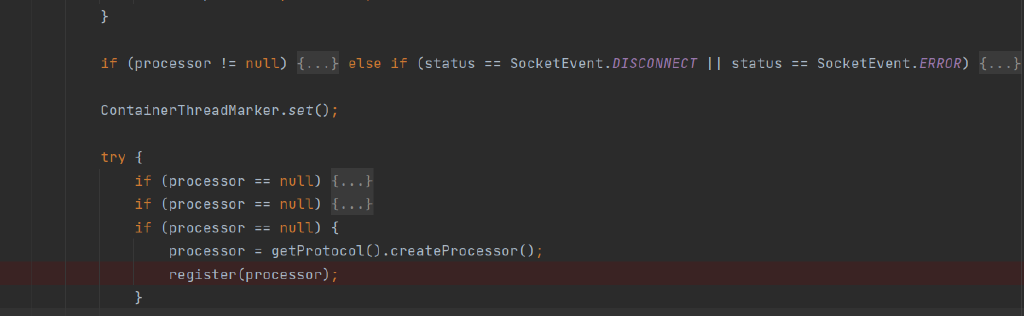 }
if (processor != null) {...} else if (status == SocketEvent.DISCONNECT || status == SocketEvent.ERROR) {...}
ContainerThreadMarker.set();
try {
if (processor == null) {...}
if (processor == null) {...}
if (processor == null) {
processor = getProtocol().createProcessor();
register(processor);
}